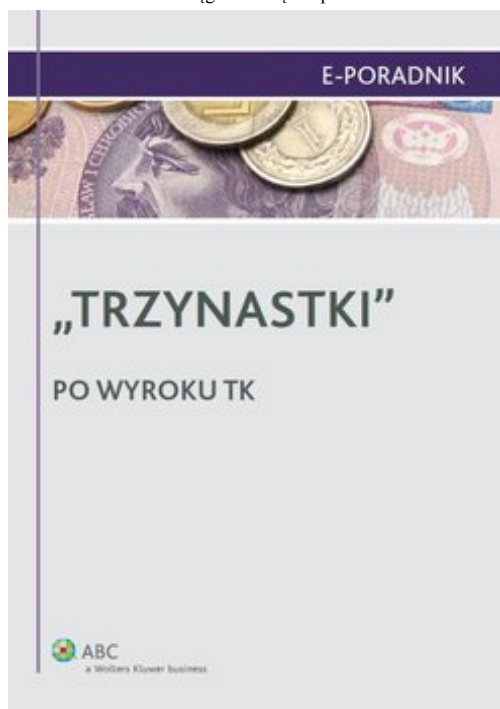 E-PORADNIK
„TRZYNASTKI”
PO WYROKU TK
ABC
a Wolters Kluwer business